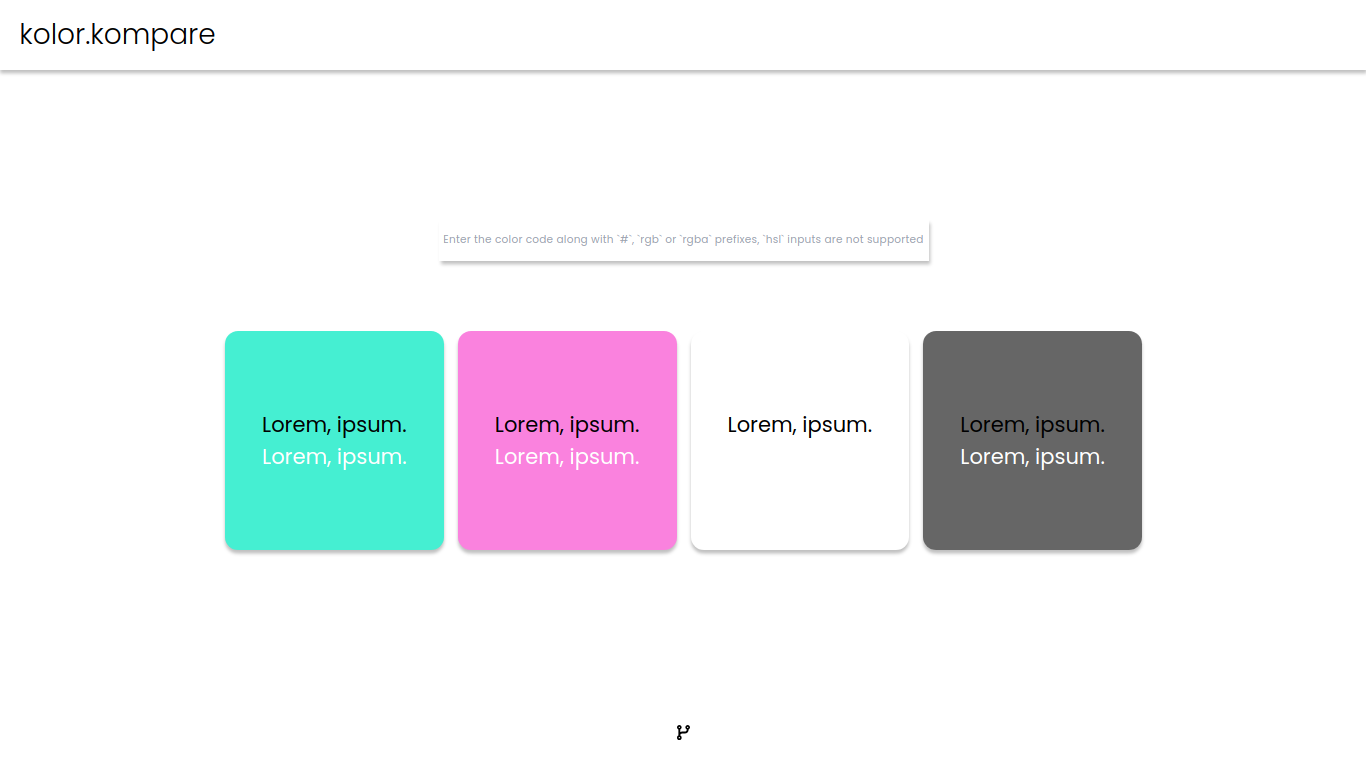 kolor.kompare
Enter the color code along with `#`, `rgb` or `rgba` prefixes, `hsl` inputs are not supported
Lorem, ipsum.
Lorem, ipsum.
Lorem, ipsum.
Lorem, ipsum.
Lorem, ipsum.
Lorem, ipsum.
Lorem, ipsum.